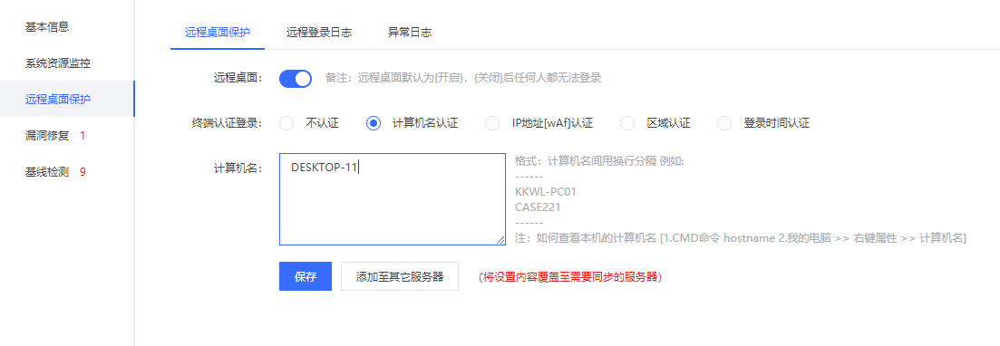 基本信息
系统资源监控
远程桌面保护
漏洞修复 1
基线检测 9
远程桌面保护 远程登录日志 异常日志
远程桌面： 备注：远程桌面默认为{开启}，{关闭}后任何人都无法登录
终端认证登录： 不认证 计算机名认证 IP地址[wAf]认证 区域认证 登录时间认证
计算机名： DESKTOP-11 格式：计算机名间用换行分隔 例如:
------
KKWL-PC01
CASE221
------
注：如何查看本机的计算机名 [1.CMD命令 hostname 2.我的电脑 >> 右键属性 >> 计算机名]
保存 添加至其它服务器 (将设置内容覆盖至需要同步的服务器)